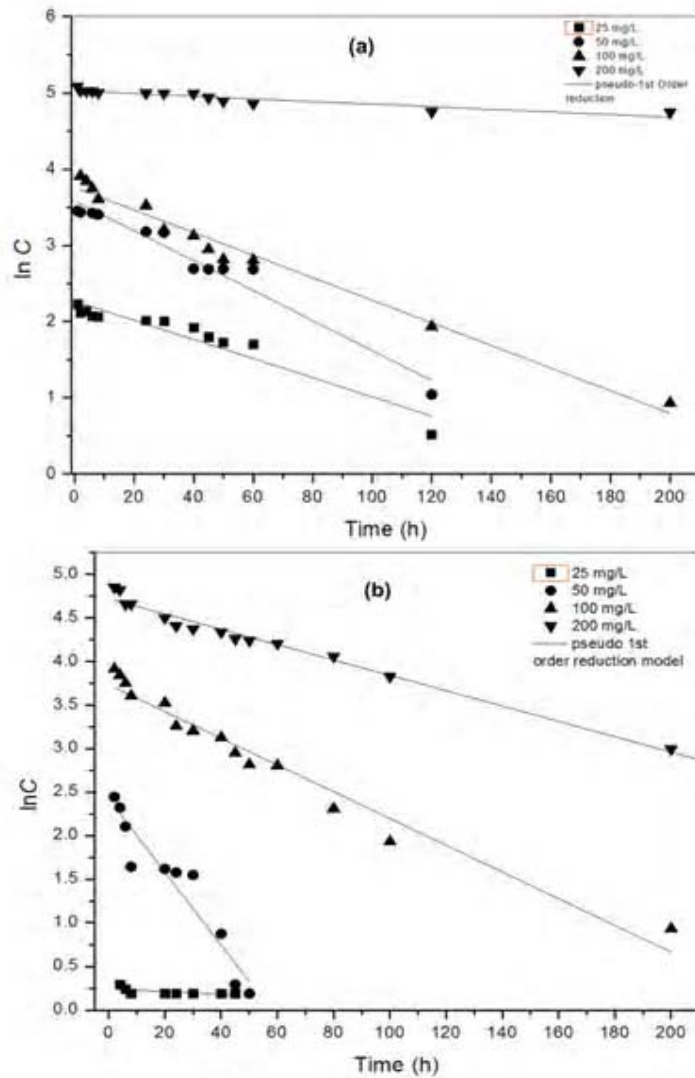 (a)
25 mg/L
50 mg/L
100 mg/L
200 mg/L
pseudo-1st Order
reduction
6
5
4
3
2
1
0
ln C
0 20 40 60 80 100 120 140 160 180 200
Time (h)
(b)
25 mg/L
50 mg/L
100 mg/L
200 mg/L
pseudo 1st
order reduction model
5.0
4.5
4.0
3.5
3.0
2.5
2.0
1.5
1.0
0.5
0.0
lnC
0 20 40 60 80 100 120 140 160 180 200
Time (h)